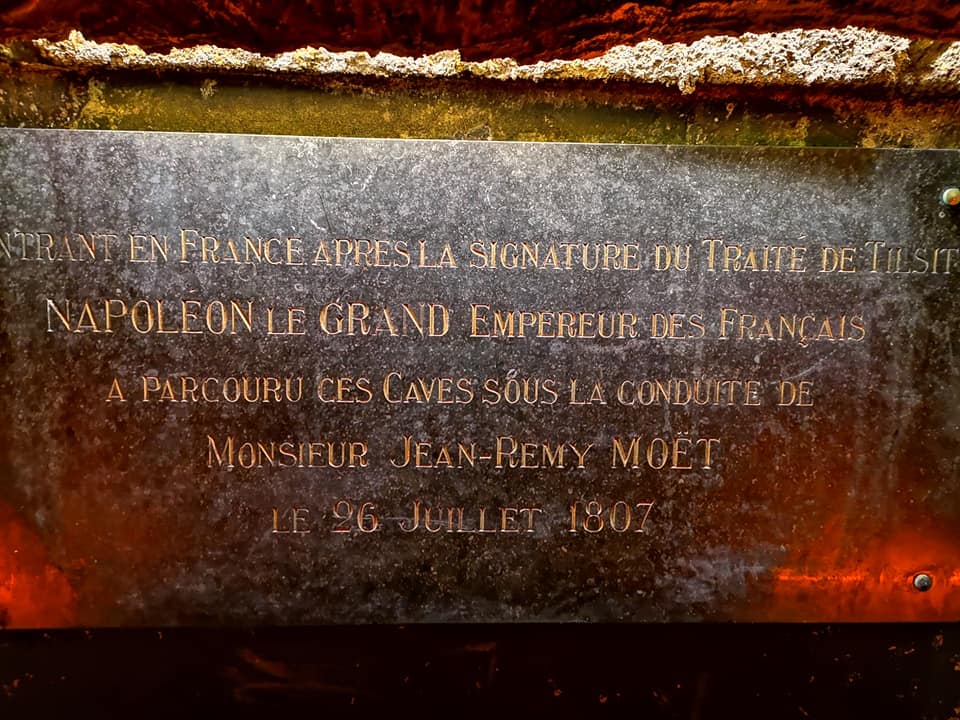 NTRANT EN FRANCE APRES LA SIGNATURE DU TRAITÉ DE TILSIT
NAPOLÉON LE GRAND EMPEREUR DES FRANÇAIS
A PARCOURU CES CAVES SOUS LA CONDUITE DE
MONSIEUR JEAN-REMY MOËT
LE 26 JUILLET 1807